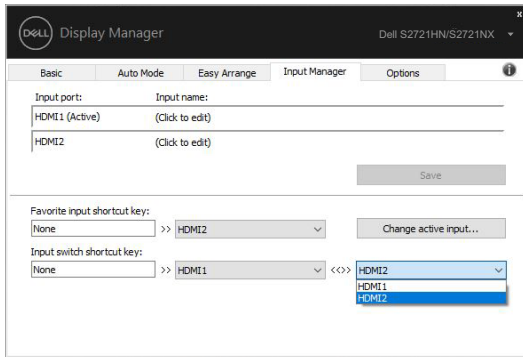 DELL Display Manager Dell S2721HN/S2721NX x
Basic Auto Mode Easy Arrange Input Manager Options i
Input port: Input name:
HDMI1 (Active) (Click to edit)
HDMI2 (Click to edit)
Save
Favorite input shortcut key:
None >> HDMI2 Change active input...
Input switch shortcut key:
None >> HDMI1 <<>> HDMI2
HDMI1
HDMI2